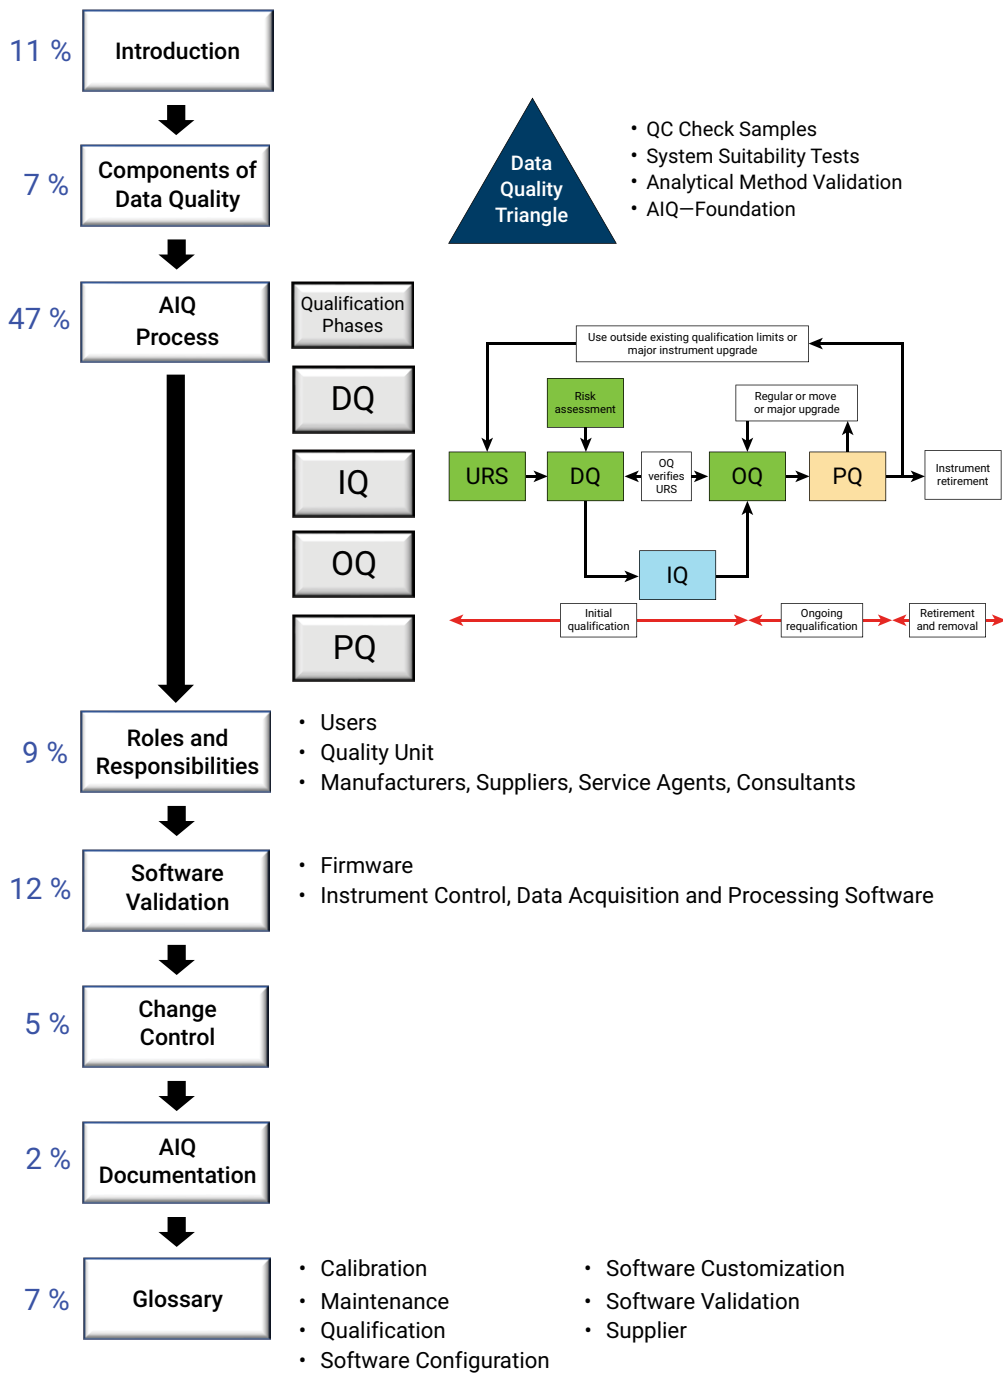 11 %
Introduction
7 %
Components of
Data Quality
Data
Quality
Triangle
• QC Check Samples
• System Suitability Tests
• Analytical Method Validation
• AIQ—Foundation
47 %
AIQ
Process
Qualification
Phases
DQ
IQ
OQ
PQ
Use outside existing qualification limits or
major instrument upgrade
Risk
assessment
Regular or move
or major upgrade
URS
DQ
OQ
verifies
URS
OQ
PQ
Instrument
retirement
IQ
Initial
qualification
Ongoing
requalification
Retirement
and removal
9 %
Roles and
Responsibilities
• Users
• Quality Unit
• Manufacturers, Suppliers, Service Agents, Consultants
12 %
Software
Validation
• Firmware
• Instrument Control, Data Acquisition and Processing Software
5 %
Change
Control
2 %
AIQ
Documentation
7 %
Glossary
• Calibration
• Maintenance
• Qualification
• Software Configuration
• Software Customization
• Software Validation
• Supplier